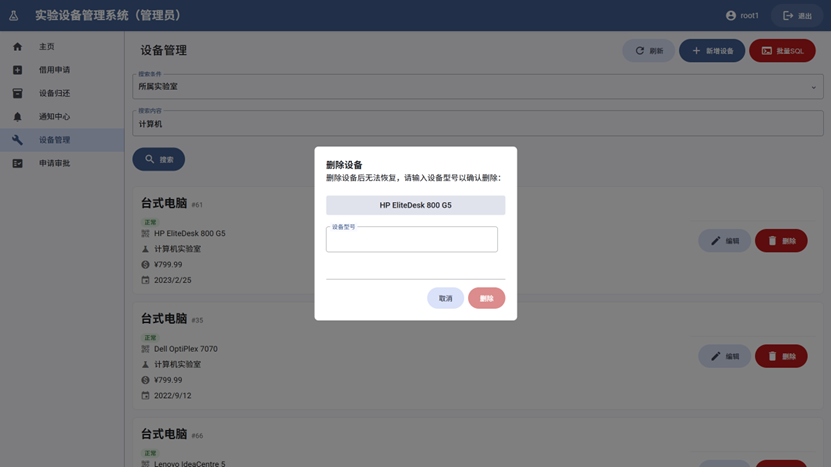 实验设备管理系统（管理员）
root1
退出
主页
借用申请
设备归还
通知中心
设备管理
申请审批
设备管理
刷新
新增设备
批量SQL
搜索条件
所属实验室
搜索内容
计算机
搜索
台式电脑 #61
正常
HP EliteDesk 800 G5
计算机实验室
¥799.99
2023/2/25
编辑
删除
台式电脑 #35
正常
Dell OptiPlex 7070
计算机实验室
¥799.99
2022/9/12
编辑
删除
台式电脑 #66
正常
Lenovo IdeaCentre 5
删除设备
删除设备后无法恢复，请输入设备型号以确认删除：
HP EliteDesk 800 G5
设备型号
取消
删除